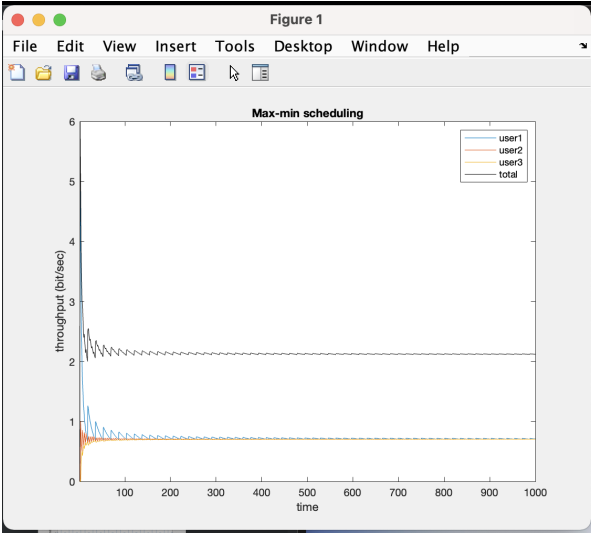 Figure 1
File Edit View Insert Tools Desktop Window Help
Max-min scheduling
user1
user2
user3
total
6
5
4
3
2
1
0
throughput (bit/sec)
100 200 300 400 500 600 700 800 900 1000
time